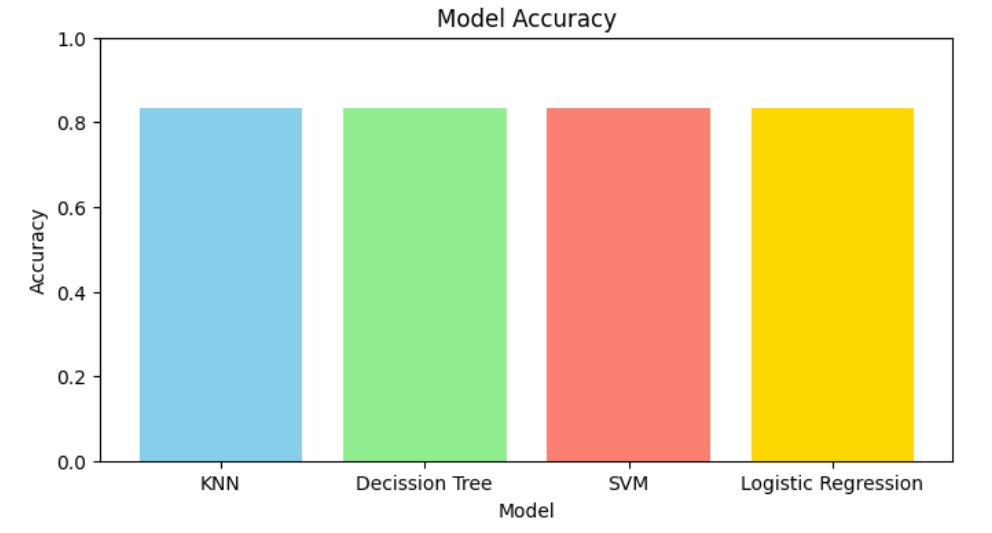 Model Accuracy
1.0
0.8
0.6
0.4
0.2
0.0
Accuracy
KNN
Decission Tree
SVM
Logistic Regression
Model